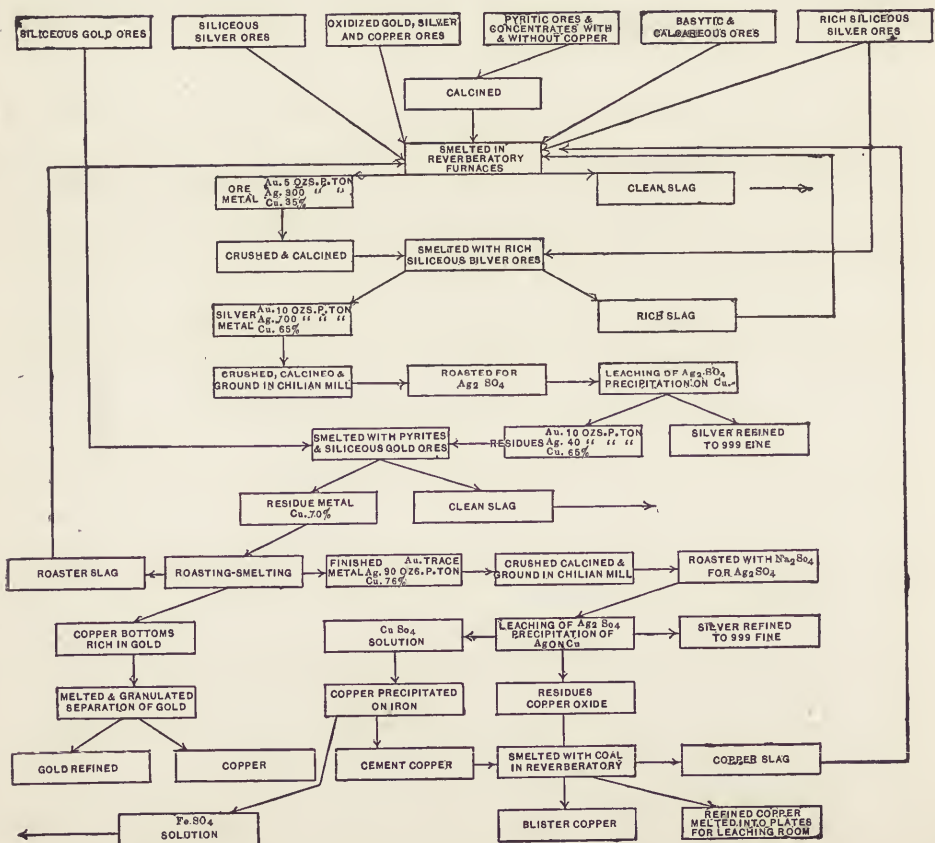 SILICEOUS GOLD ORES
SILICEOUS
SILVER ORES
OXIDIZED GOLD, SILVER
AND COPPER ORES
PYRITIC ORES &
CONCENTRATES WITH
& WITHOUT COPPER
BASYTIC &
CALCAREOUS ORES
RICH SILICEOUS
SILVER ORES
CALCINED
SMELTED IN
REVERBERATORY
FURNACES
ORE METAL
Au. 5 OZS. P. TON
Ag. 300 " "
Cu. 35%
CLEAN SLAG
CRUSHED & CALCINED
SMELTED WITH RICH
SILICEOUS BILVER ORES
SILVER METAL
Au. 10 OZS. P. TON
Ag. 700 " " "
Cu. 65%
RICH SLAG
CRUSHED, CALCINED &
GROUND IN CHILIAN MILL
ROASTED FOR
Ag2 SO4
LEACHING OF Ag2 SO4
PRECIPITATION ON Cu.
SMELTED WITH PYRITES
& SILICEOUS GOLD ORES
RESIDUES
Au. 10 OZS. P. TON
Ag. 40 " " "
Cu. 65%
SILVER REFINED
TO 999 EINE
RESIDUE METAL
Cu. 70%
CLEAN SLAG
ROASTER SLAG
ROASTING-SMELTING
FINISHED METAL
Au. TRACE
Ag. 90 OZS. P. TON
Cu. 76%
CRUSHED CALCINED &
GROUND IN CHILIAN MILL
ROASTED WITH Na2So4
FOR Ag2SO4
COPPER BOTTOMS
RICH IN GOLD
Cu So4
SOLUTION
LEACHING OF Ag2 So4
PRECIPITATION OF
Ag ON Cu
SILVER REFINED
TO 999 FINE
MELTED & GRANULATED
SEPARATION OF GOLD
COPPER PRECIPITATED
ON IRON
RESIDUES
COPPER OXIDE
GOLD REFINED
COPPER
CEMENT COPPER
SMELTED WITH COAL
IN REVERBERATORY
COPPER SLAG
Fe. SO4
SOLUTION
BLISTER COPPER
REFINED COPPER
MELTED INTO PLATES
FOR LEACHING ROOM